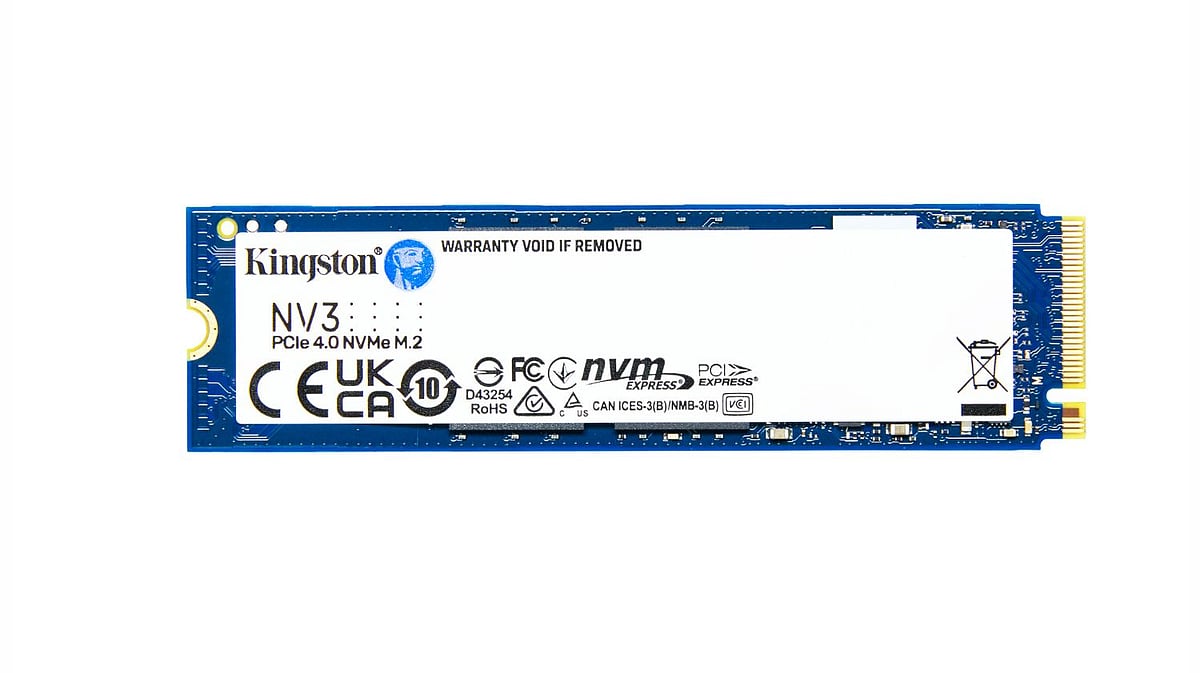 Kingston®
WARRANTY VOID IF REMOVED
NV3
PCIe 4.0 NVMe M.2
CE
UK
CA
10
D43254
RoHS
FC
nvm
EXPRESS®
PCI
EXPRESS®
C US
CAN ICES-3(B)/NMB-3(B)
VCI
M